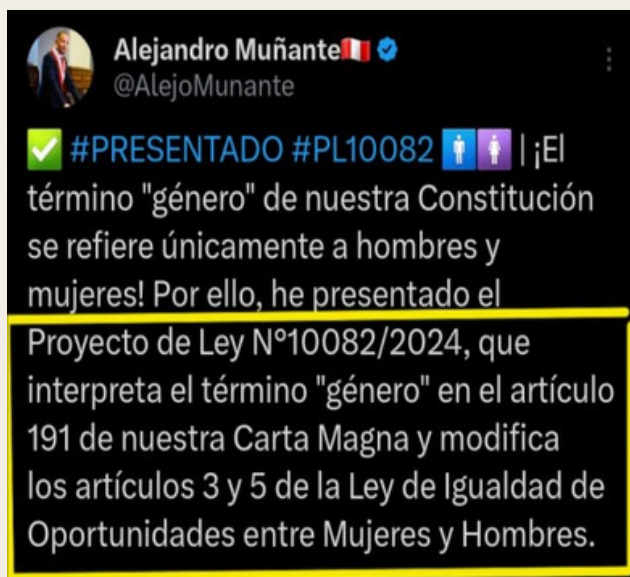 Alejandro Muñante🇵🇪
@AlejoMunante
✅ #PRESENTADO #PL10082 🚹🚺 | ¡El
término "género" de nuestra Constitución
se refiere únicamente a hombres y
mujeres! Por ello, he presentado el
Proyecto de Ley N°10082/2024, que
interpreta el término "género" en el artículo
191 de nuestra Carta Magna y modifica
los artículos 3 y 5 de la Ley de Igualdad de
Oportunidades entre Mujeres y Hombres.